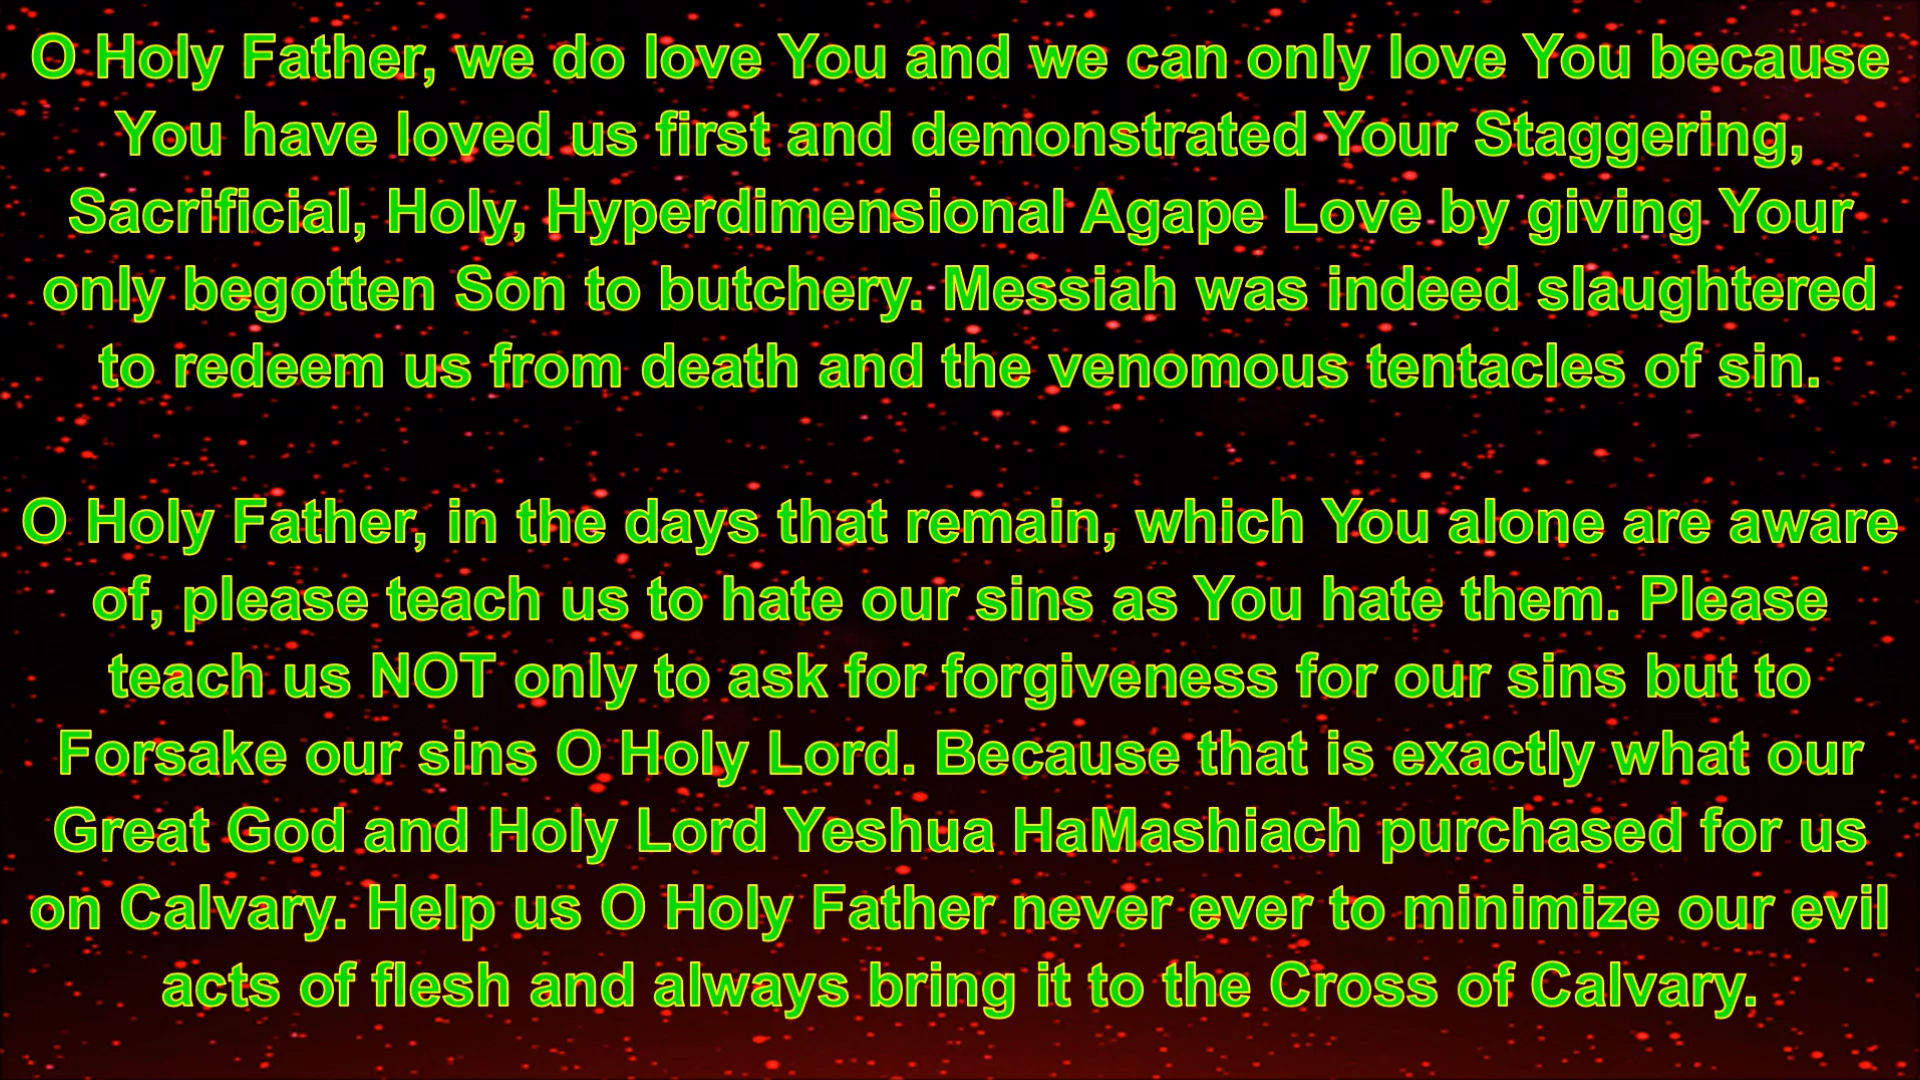 O Holy Father, we do love You and we can only love You because
You have loved us first and demonstrated Your Staggering,
Sacrificial, Holy, Hyperdimensional Agape Love by giving Your
only begotten Son to butchery. Messiah was indeed slaughtered
to redeem us from death and the venomous tentacles of sin.
O Holy Father, in the days that remain, which You alone are aware
of, please teach us to hate our sins as You hate them. Please
teach us NOT only to ask for forgiveness for our sins but to
Forsake our sins O Holy Lord. Because that is exactly what our
Great God and Holy Lord Yeshua HaMashiach purchased for us
on Calvary. Help us O Holy Father never ever to minimize our evil
acts of flesh and always bring it to the Cross of Calvary.